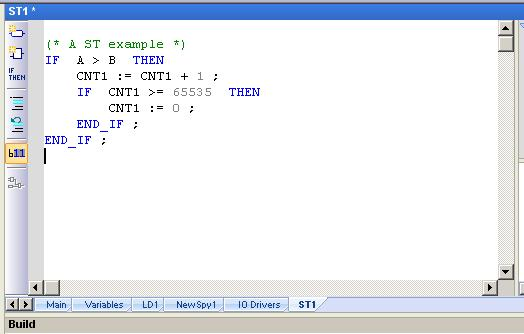 ST1 *
IF
THEN
b11
(* A ST example *)
IF A > B THEN
CNT1 := CNT1 + 1 ;
IF CNT1 >= 65535 THEN
CNT1 := 0 ;
END_IF ;
END_IF ;
Main Variables LD1 NewSpy1 IO Drivers ST1
Build